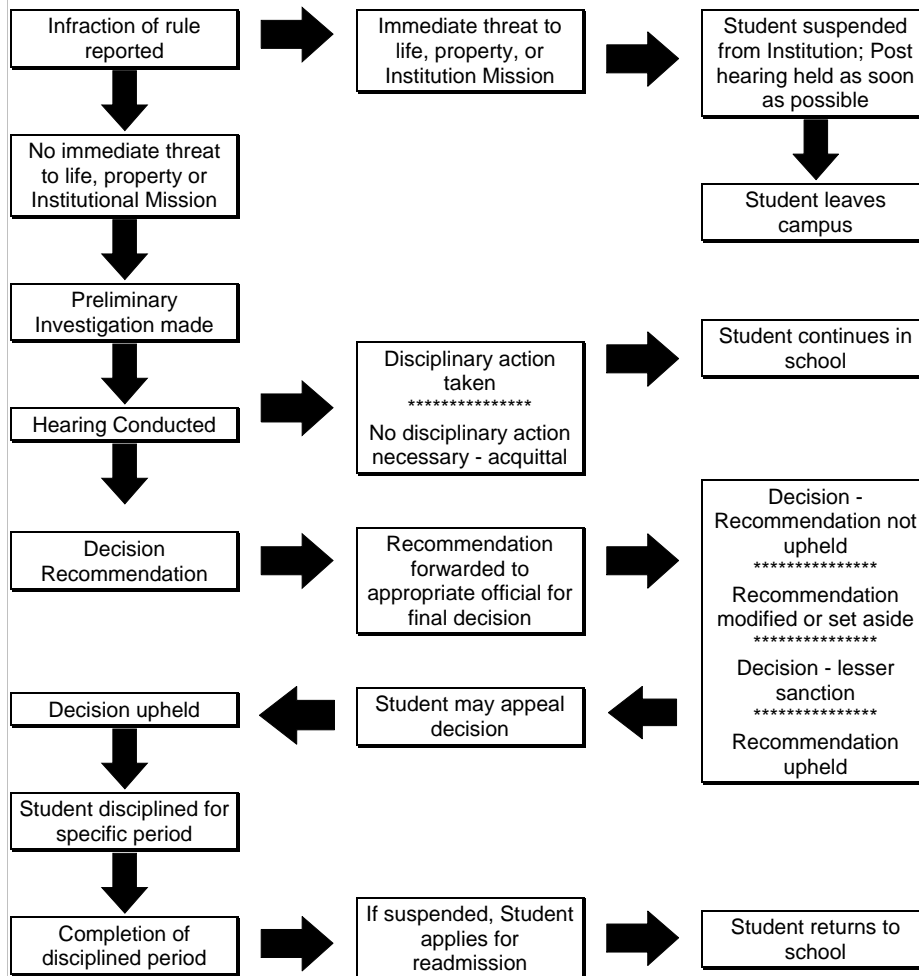 Infraction of rule
reported
Immediate threat to
life, property, or
Institution Mission
Student suspended
from Institution; Post
hearing held as soon
as possible
No immediate threat
to life, property or
Institutional Mission
Student leaves
campus
Preliminary
Investigation made
Disciplinary action
taken
***************
No disciplinary action
necessary - acquittal
Student continues in
school
Hearing Conducted
Decision
Recommendation
Recommendation
forwarded to
appropriate official for
final decision
Decision -
Recommendation not
upheld
***************
Recommendation
modified or set aside
***************
Decision - lesser
sanction
***************
Recommendation
upheld
Student may appeal
decision
Decision upheld
Student disciplined for
specific period
Completion of
disciplined period
If suspended, Student
applies for
readmission
Student returns to
school